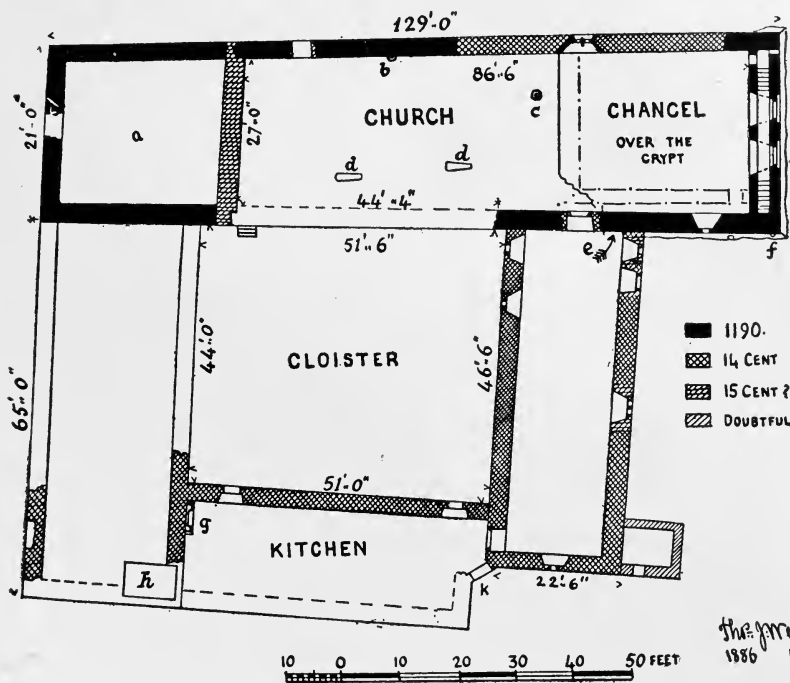 129'-0"
b
86'-6"
21'-0"
a
27'-0"
CHURCH
c
CHANCEL
OVER THE
CRYPT
d
d
44'-4"
51'-6"
e
f
44'-0"
46'-6"
65'-0"
CLOISTER
1190.
14 CENT
15 CENT ?
DOUBTFUL
51'-0"
g
KITCHEN
h
k
22'-6"
1886
10 0 10 20 30 40 50 FEET